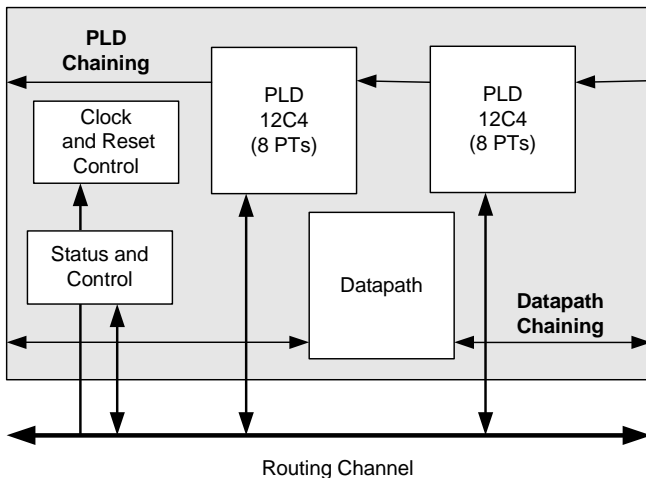 PLD
Chaining
PLD
12C4
(8 PTs)
PLD
12C4
(8 PTs)
Clock
and Reset
Control
Status and
Control
Datapath
Datapath
Chaining
Routing Channel